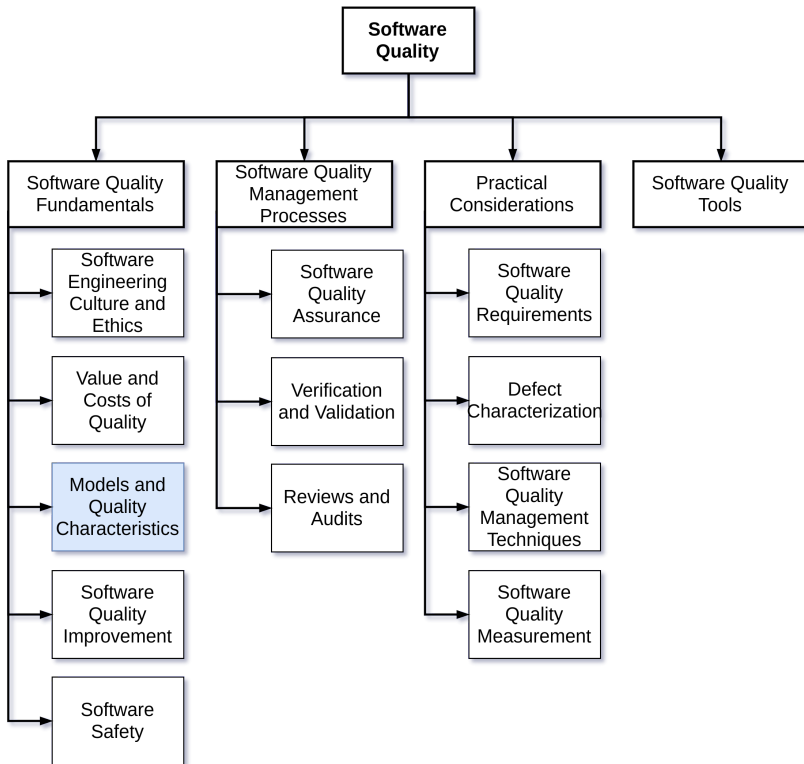 Software
Quality
Software Quality
Fundamentals
Software Quality
Management
Processes
Practical
Considerations
Software Quality
Tools
Software
Engineering
Culture and
Ethics
Value and
Costs of
Quality
Models and
Quality
Characteristics
Software
Quality
Improvement
Software
Safety
Software
Quality
Assurance
Verification
and Validation
Reviews and
Audits
Software
Quality
Requirements
Defect
Characterization
Software
Quality
Management
Techniques
Software
Quality
Measurement